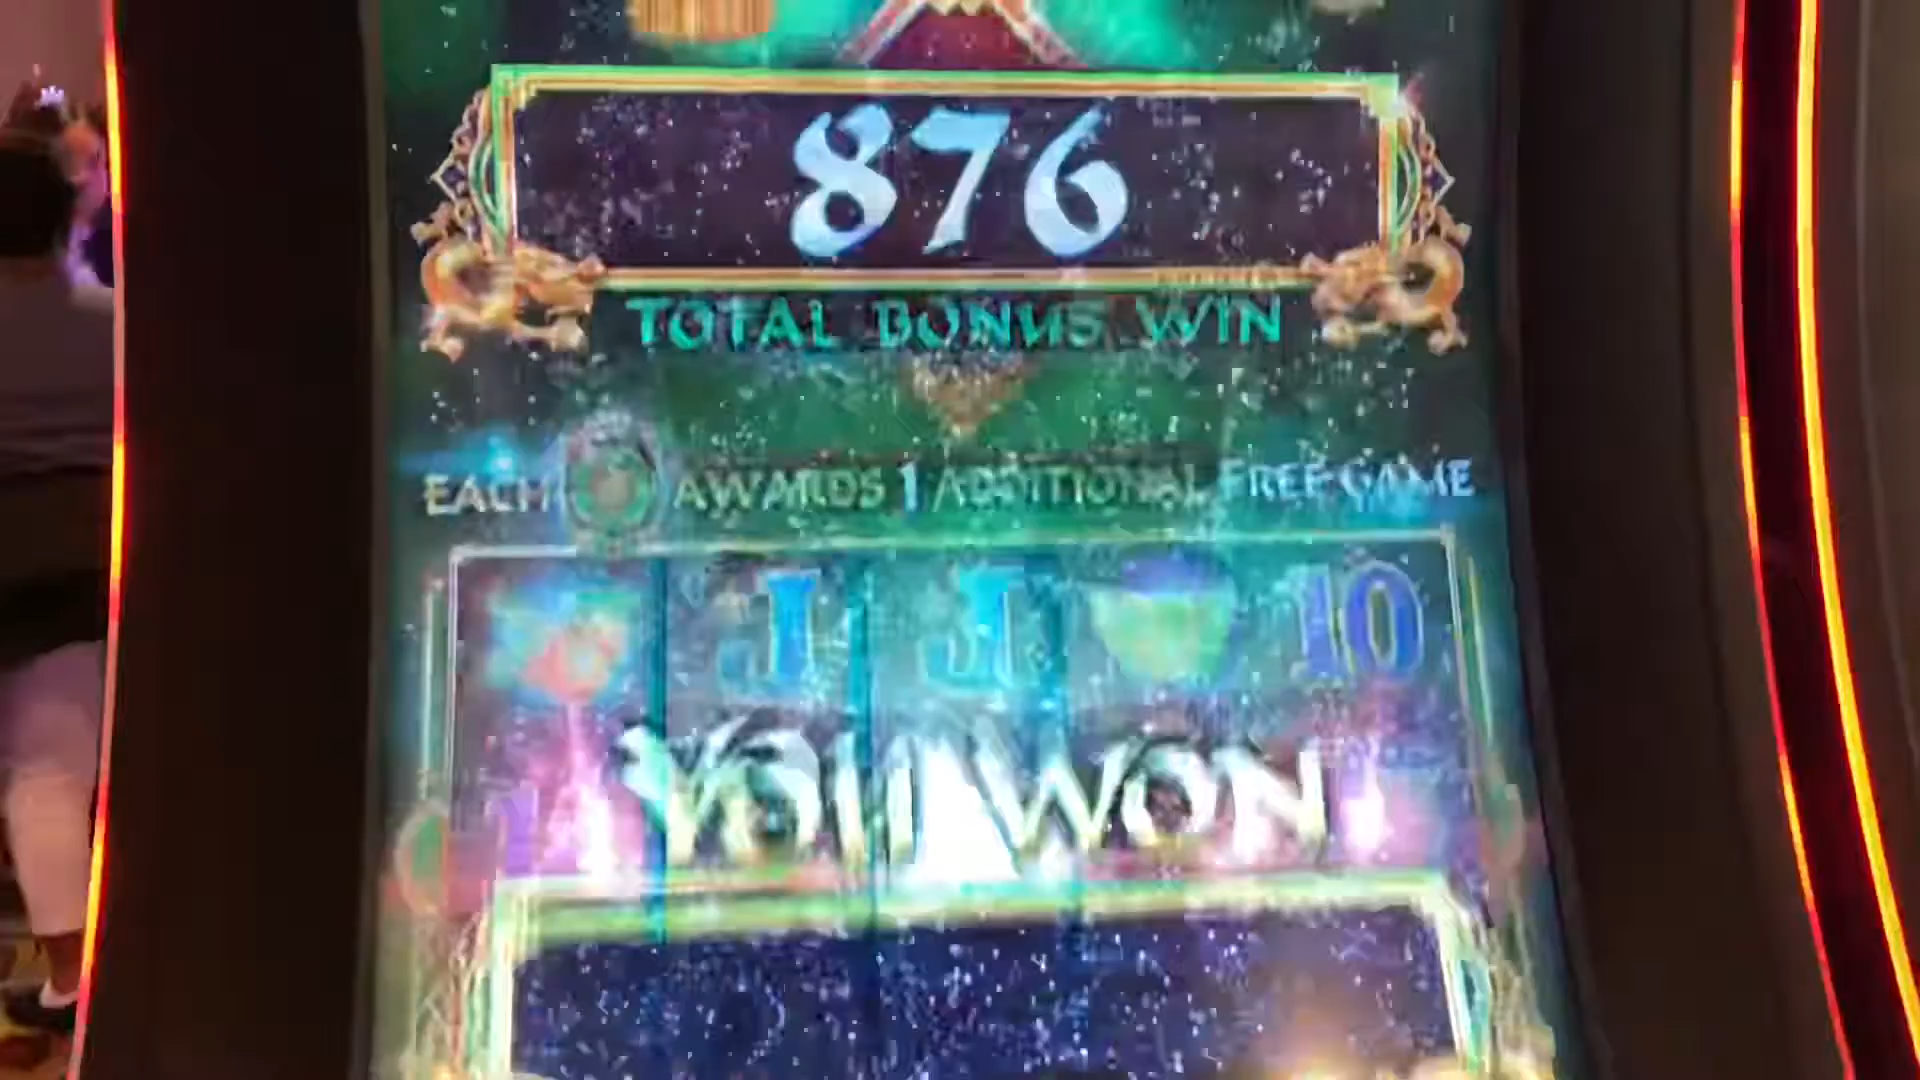 876
TOTAL BONUS WIN
EACH AWARDS 1 ADDITIONAL FREE GAME
J J 10
YOU WON